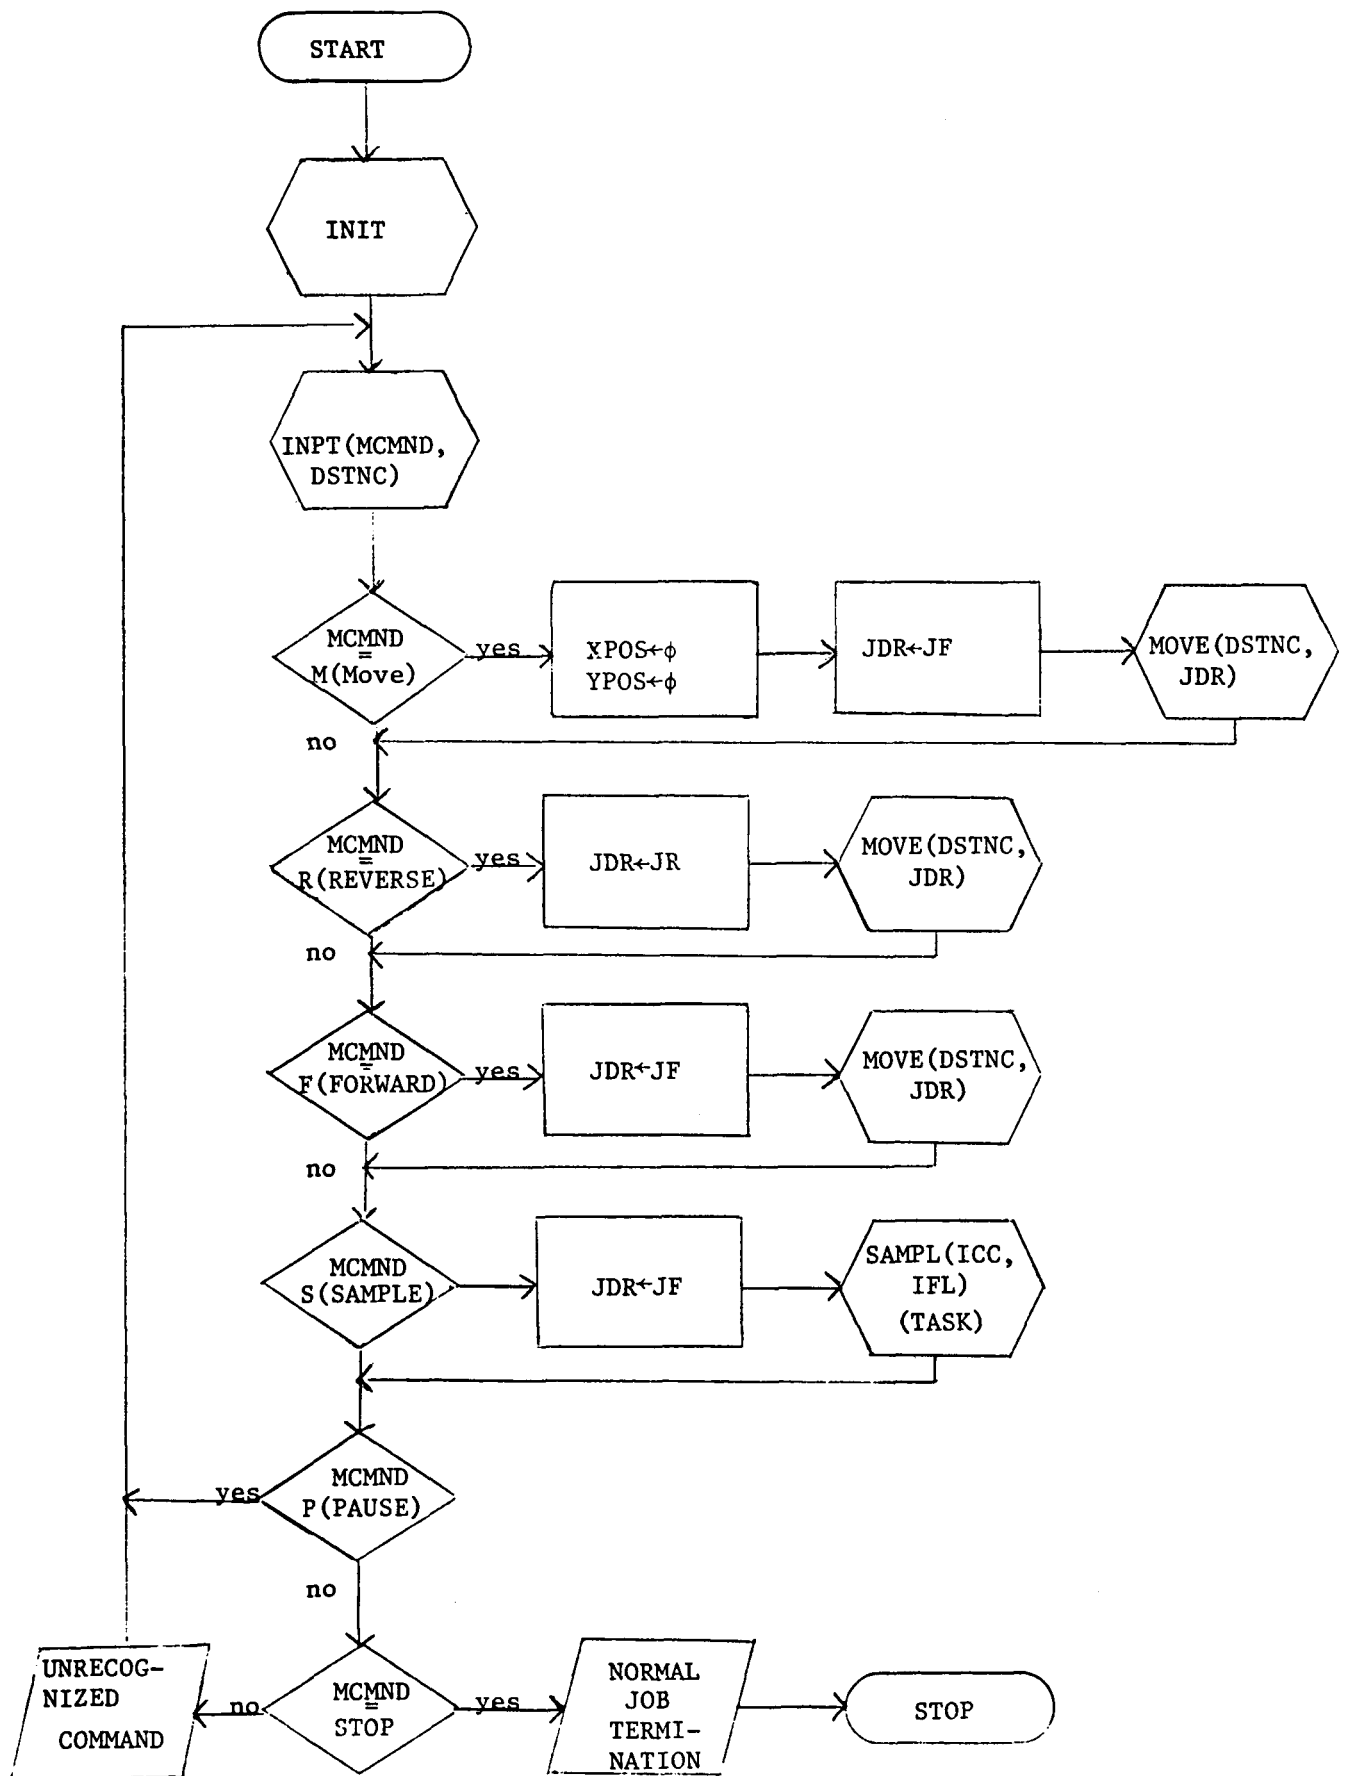 START
INIT
INPT(MCMND,
DSTNC)
MCMND
=
M(Move)
yes
XPOS←ϕ
YPOS←ϕ
JDR←JF
MOVE(DSTNC,
JDR)
no
MCMND
=
R(REVERSE)
yes
JDR←JR
MOVE(DSTNC,
JDR)
no
MCMND
=
F(FORWARD)
yes
JDR←JF
MOVE(DSTNC,
JDR)
no
MCMND
S(SAMPLE)
JDR←JF
SAMPL(ICC,
IFL)
(TASK)
MCMND
P(PAUSE)
yes
no
UNRECOG-
NIZED
COMMAND
no
MCMND
=
STOP
yes
NORMAL
JOB
TERMI-
NATION
STOP